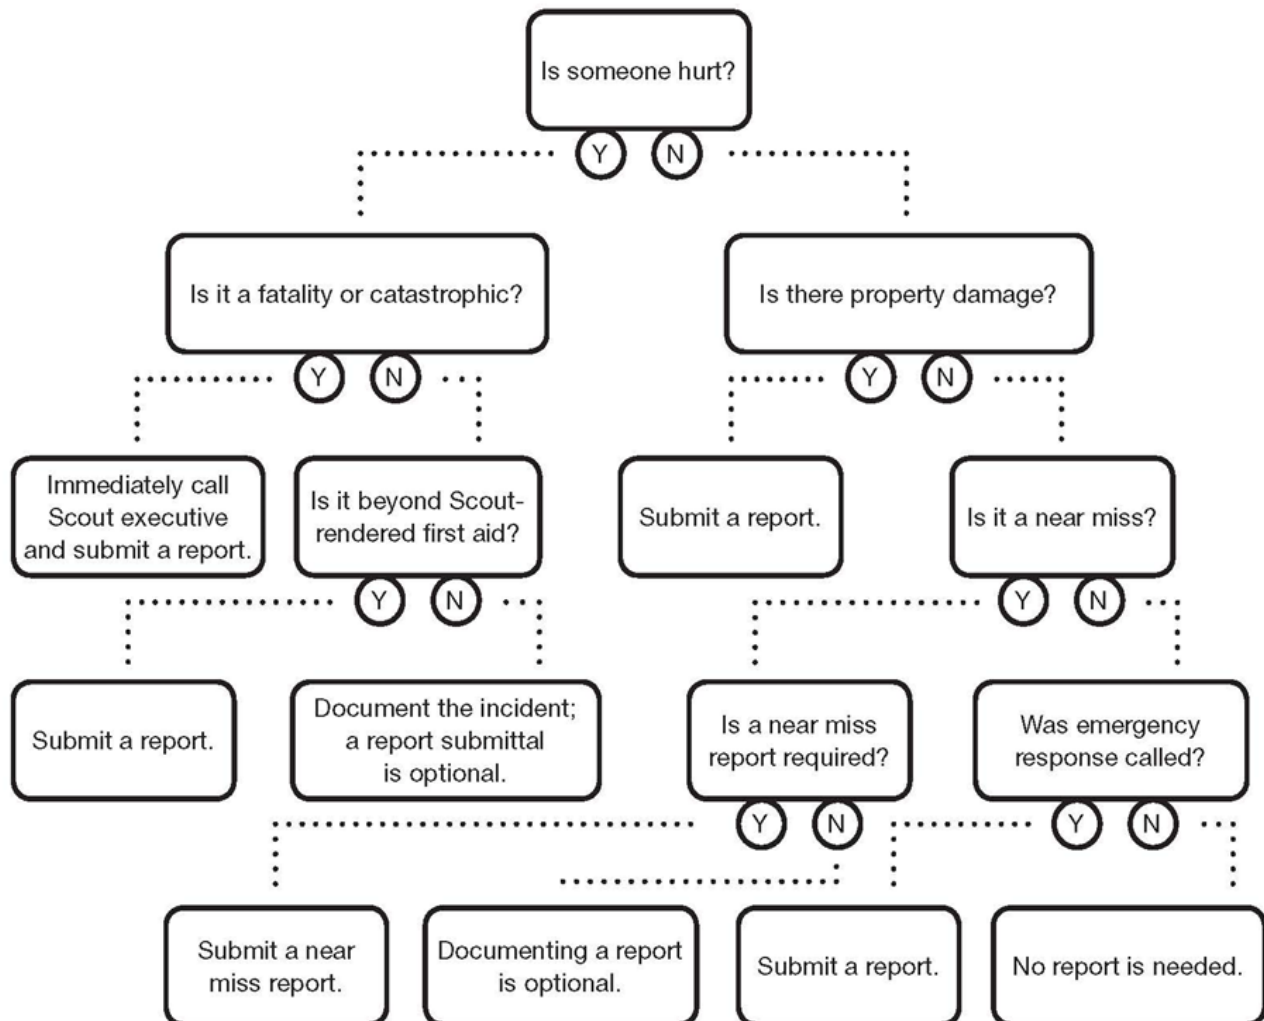 Is someone hurt?
Y N
Is it a fatality or catastrophic?
Is there property damage?
Y N
Y N
Immediately call
Scout executive
and submit a report.
Is it beyond Scout-
rendered first aid?
Submit a report.
Is it a near miss?
Y N
Y N
Submit a report.
Document the incident;
a report submittal
is optional.
Is a near miss
report required?
Was emergency
response called?
Y N
Y N
Submit a near
miss report.
Documenting a report
is optional.
Submit a report.
No report is needed.